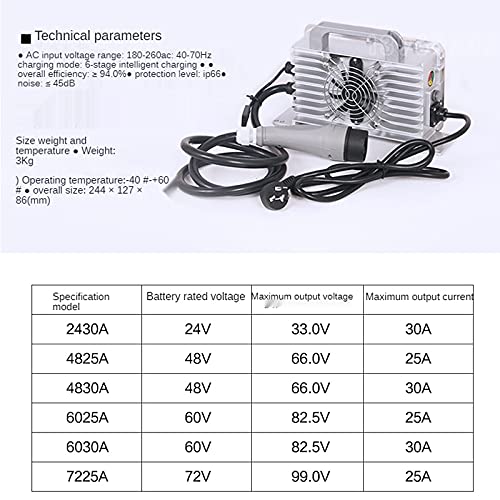 Technical parameters
● AC input voltage range: 180-260ac: 40-70Hz
charging mode: 6-stage intelligent charging ● ●
overall efficiency: ≥ 94.0%● protection level: ip66●
noise: ≤ 45dB
Size weight and
temperature ● Weight:
3Kg
) Operating temperature:-40 #-+60
# ● overall size: 244 × 127 ×
86(mm)
Specification model Battery rated voltage Maximum output voltage Maximum output current
2430A 24V 33.0V 30A
4825A 48V 66.0V 25A
4830A 48V 66.0V 30A
6025A 60V 82.5V 25A
6030A 60V 82.5V 30A
7225A 72V 99.0V 25A